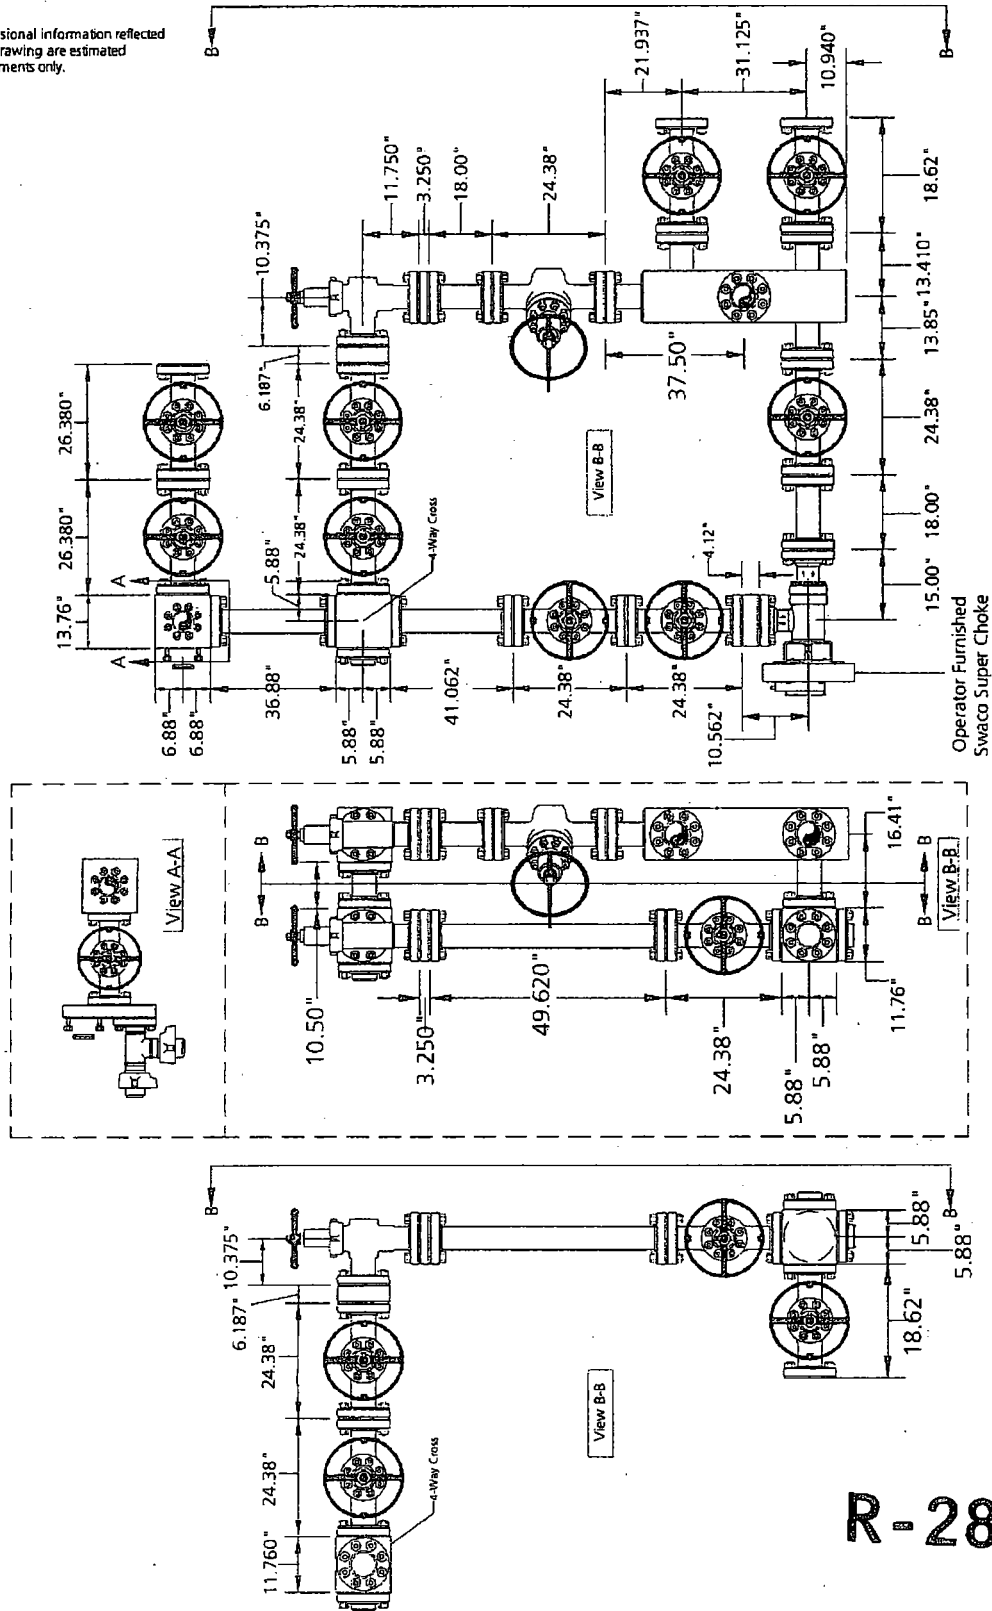 sional information reflected
rawing are estimated
ments only.
B
B
21.937"
31.125"
10.940"
11.750"
3.250"
18.00"
24.38"
18.62"
10.375"
13.410"
13.85"
6.187"
37.50"
26.380"
24.38"
24.38"
View B-B
26.380"
24.38"
5.88"
4-Way Cross
18.00"
4.12"
A
13.76"
15.00"
A
6.88"
6.88"
36.88"
5.88"
5.88"
41.062"
24.38"
24.38"
10.562"
Operator Furnished
Swaco Super Choke
View A-A
B
B
16.41"
B
B
View B-B
10.50"
3.250"
49.620"
24.38"
5.88"
5.88"
11.76"
B
B
10.375"
6.187"
5.88"
5.88"
24.38"
18.62"
View B-B
24.38"
4-Way Cross
11.760"
R-28